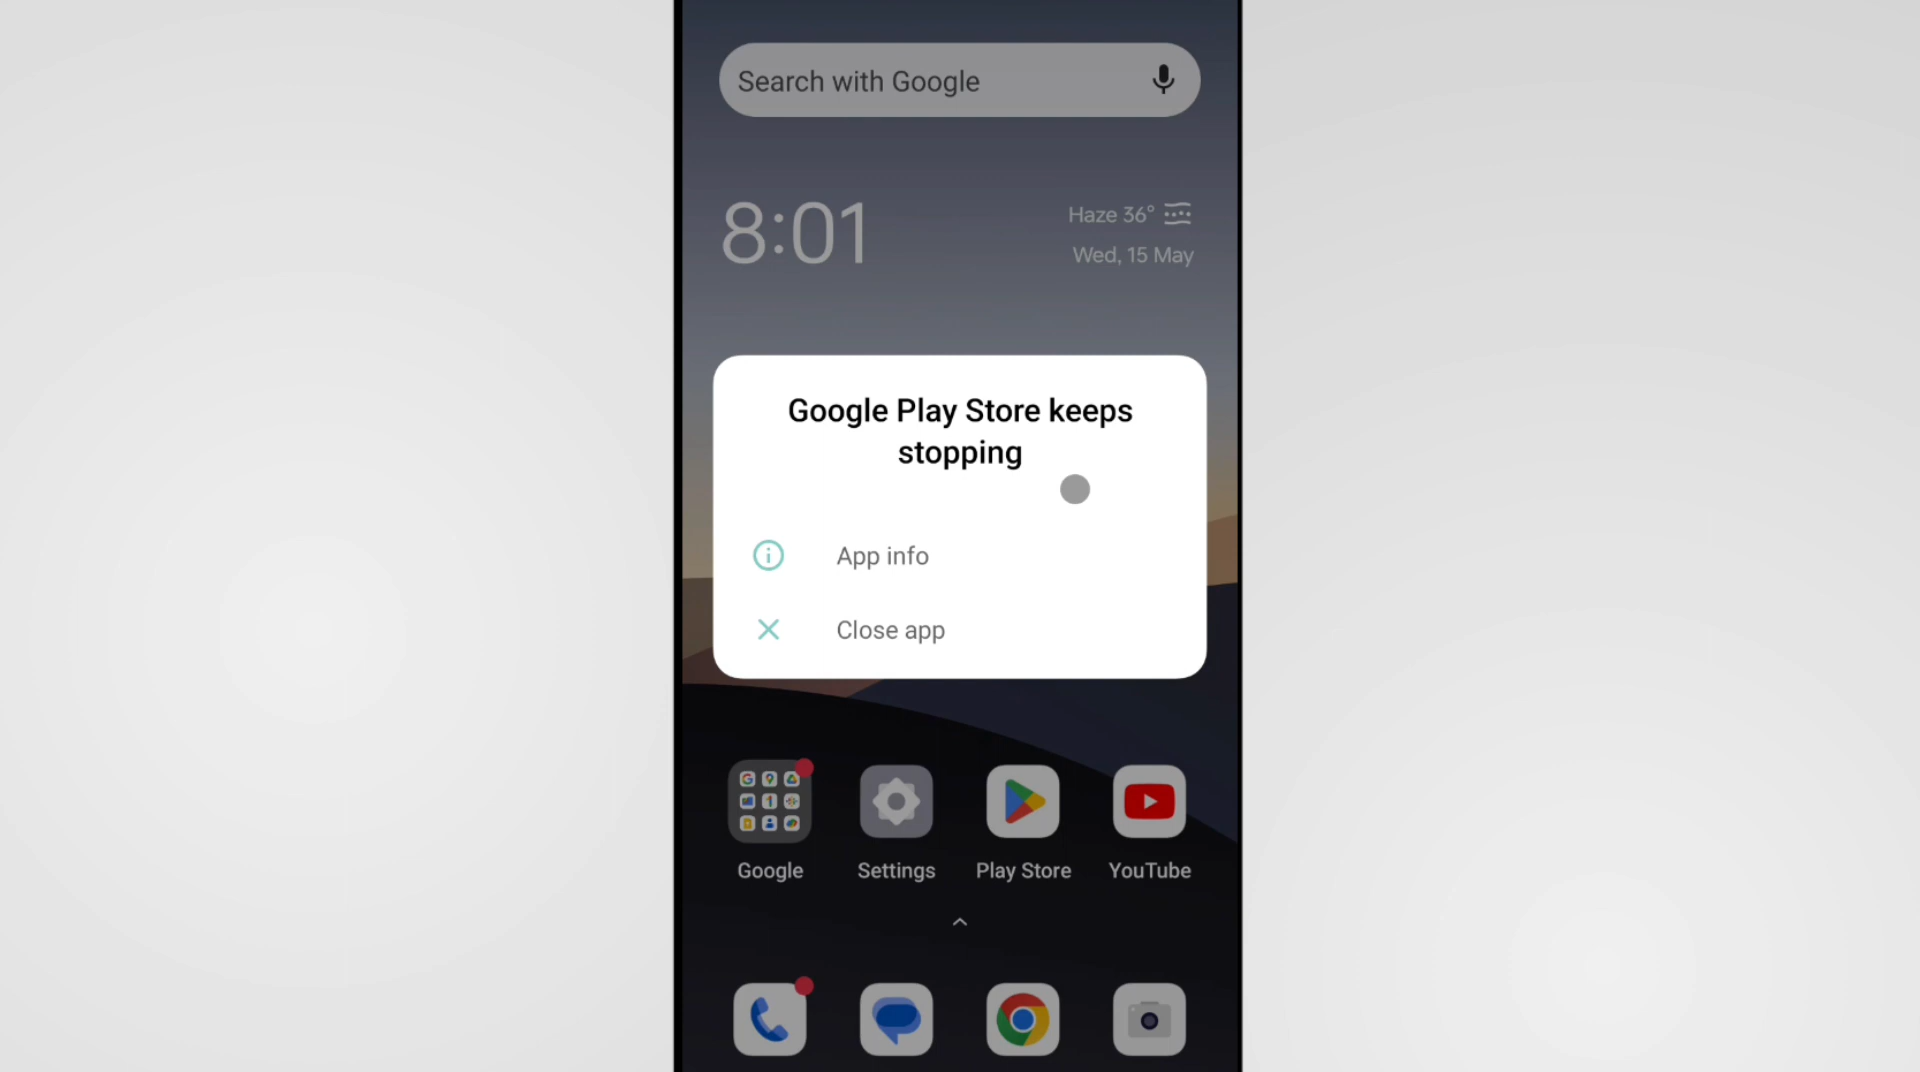 Search with Google
8:01
Haze 36°
Wed, 15 May
Google Play Store keeps
stopping
App info
Close app
Google
Settings
Play Store
YouTube